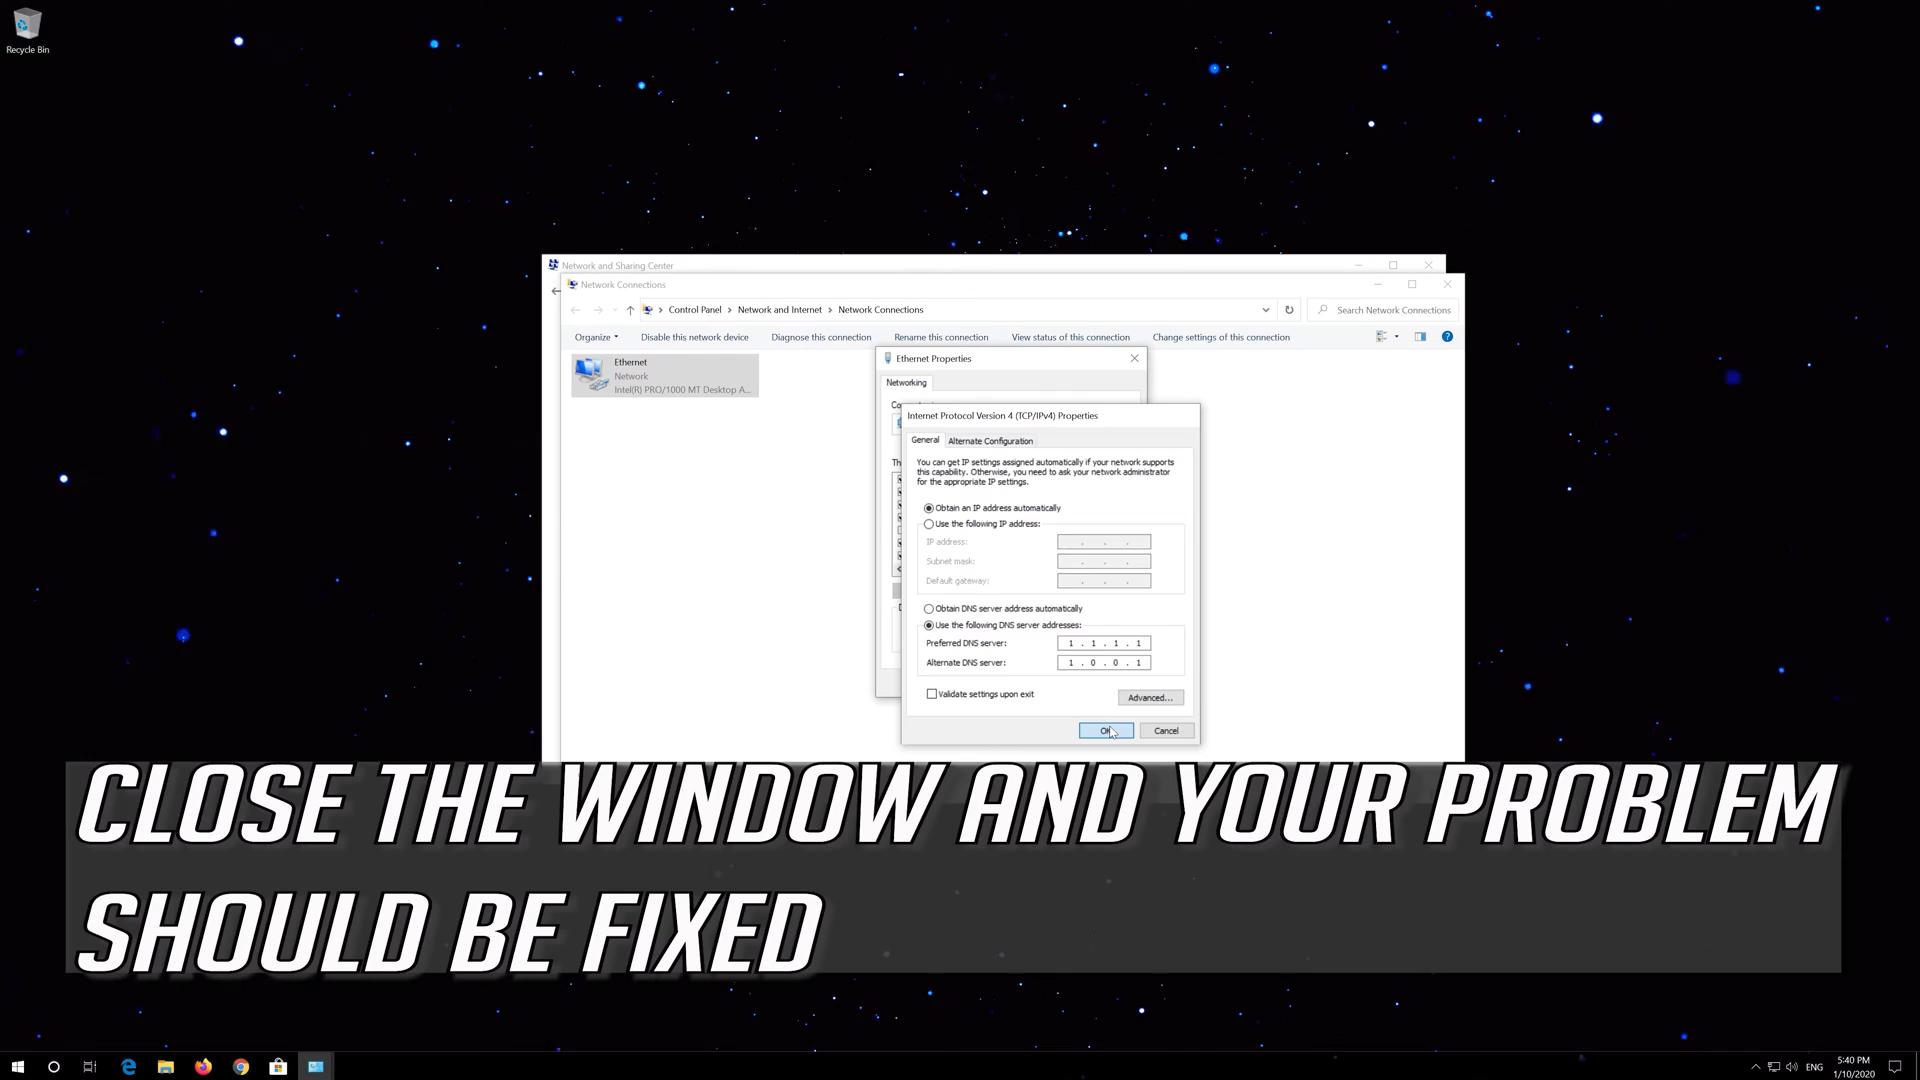 Recycle Bin
Network and Sharing Center
Network Connections
Control Panel Network and Internet Network Connections
Search Network Connections
Organize Disable this network device Diagnose this connection Rename this connection View status of this connection Change settings of this connection
Ethernet
Network
Intel(R) PRO/1000 MT Desktop A...
Ethernet Properties
Networking
Internet Protocol Version 4 (TCP/IPv4) Properties
General Alternate Configuration
You can get IP settings assigned automatically if your network supports
this capability. Otherwise, you need to ask your network administrator
for the appropriate IP settings.
Obtain an IP address automatically
Use the following IP address:
IP address: . . .
Subnet mask: . . .
Default gateway: . . .
Obtain DNS server address automatically
Use the following DNS server addresses:
Preferred DNS server: 1 . 1 . 1 . 1
Alternate DNS server: 1 . 0 . 0 . 1
Validate settings upon exit
Advanced...
OK Cancel
CLOSE THE WINDOW AND YOUR PROBLEM
SHOULD BE FIXED
ENG
5:40 PM
1/10/2020